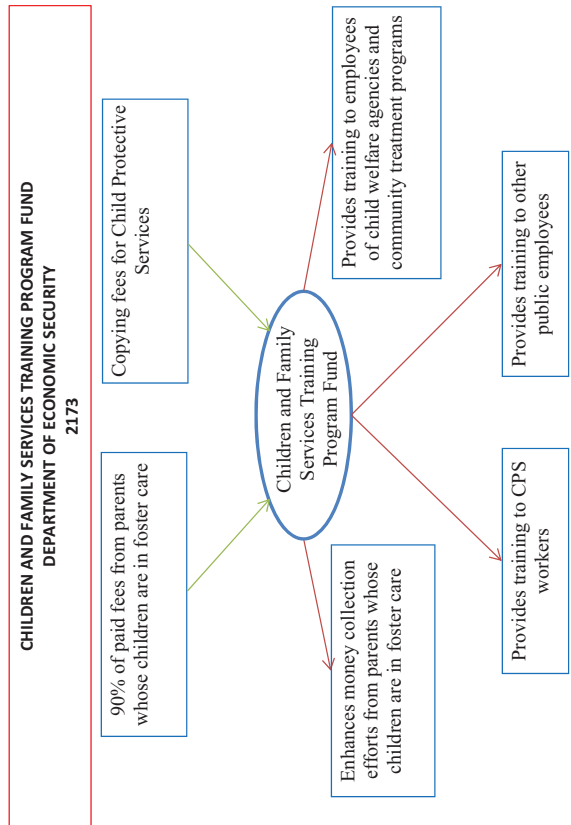 CHILDREN AND FAMILY SERVICES TRAINING PROGRAM FUND
DEPARTMENT OF ECONOMIC SECURITY
2173
90% of paid fees from parents
whose children are in foster care
Copying fees for Child Protective
Services
Children and Family
Services Training
Program Fund
Enhances money collection
efforts from parents whose
children are in foster care
Provides training to employees
of child welfare agencies and
community treatment programs
Provides training to CPS
workers
Provides training to other
public employees